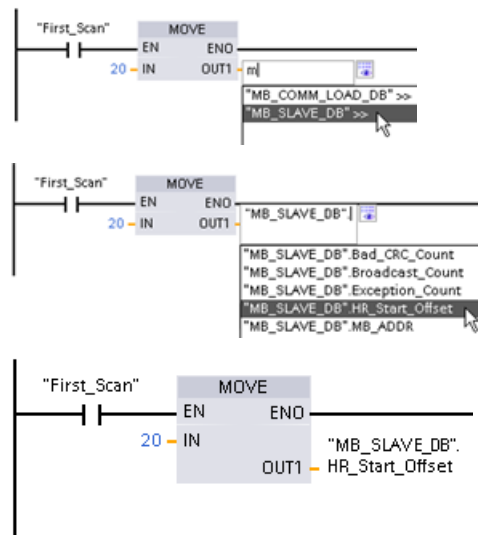 "First_Scan"
MOVE
EN ENO
20 IN OUT1 m
"MB_COMM_LOAD_DB" >>
"MB_SLAVE_DB" >>
"First_Scan"
MOVE
EN ENO
20 IN OUT1 "MB_SLAVE_DB".
"MB_SLAVE_DB".Bad_CRC_Count
"MB_SLAVE_DB".Broadcast_Count
"MB_SLAVE_DB".Exception_Count
"MB_SLAVE_DB".HR_Start_Offset
"MB_SLAVE_DB".MB_ADDR
"First_Scan"
MOVE
EN ENO
20 IN
"MB_SLAVE_DB".
OUT1 HR_Start_Offset